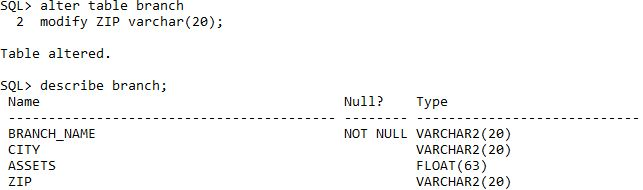 SQL> alter table branch
  2  modify ZIP varchar(20);
Table altered.
SQL> describe branch;
 Name                                      Null?    Type
 ----------------------------------------- -------- ----------------------------
 BRANCH_NAME                               NOT NULL VARCHAR2(20)
 CITY                                               VARCHAR2(20)
 ASSETS                                             FLOAT(63)
 ZIP                                                VARCHAR2(20)